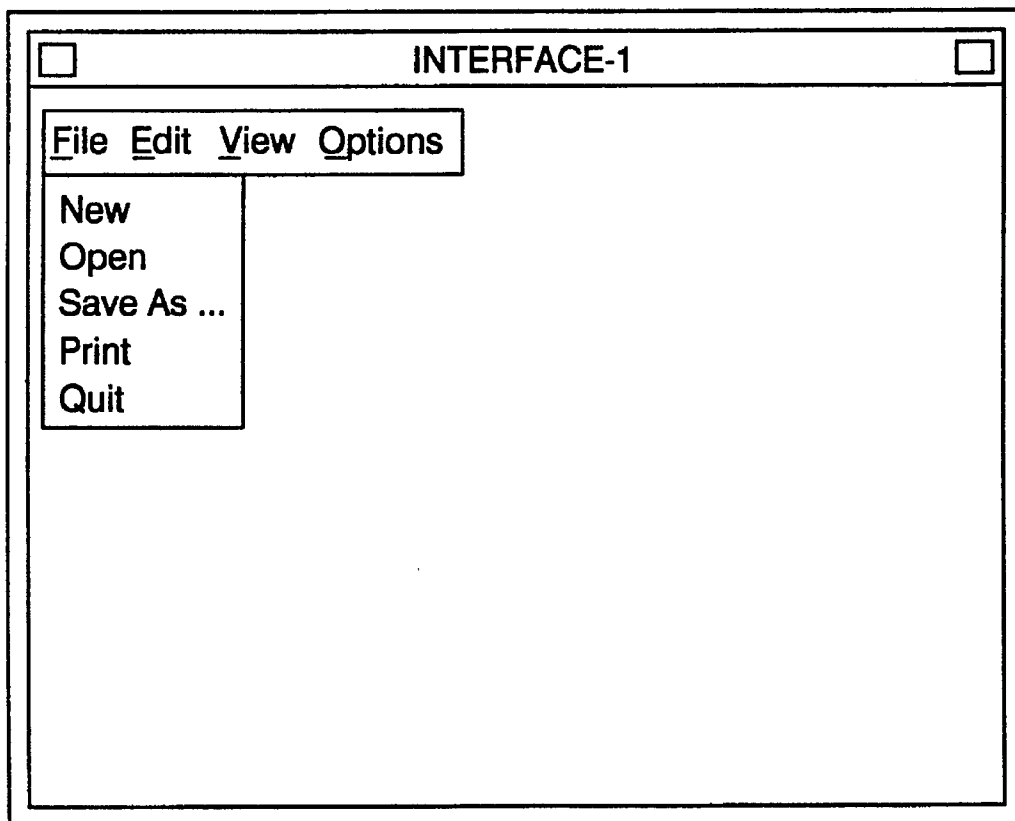 INTERFACE-1
File Edit View Options
New
Open
Save As ...
Print
Quit